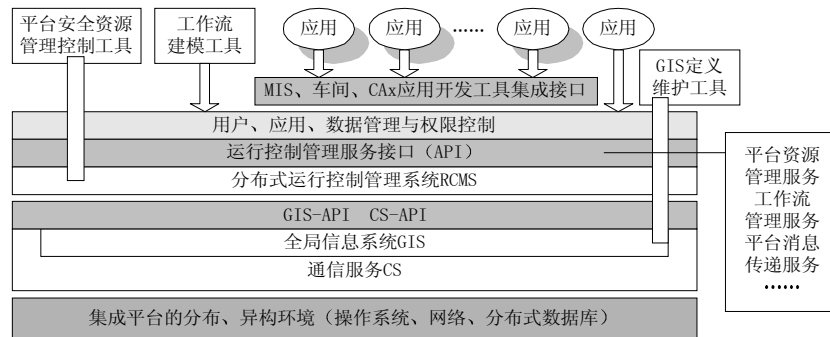 平台安全资源
管理控制工具
工作流
建模工具
应用
应用
……
应用
应用
GIS定义
维护工具
MIS、车间、CAx应用开发工具集成接口
用户、应用、数据管理与权限控制
运行控制管理服务接口（API）
分布式运行控制管理系统RCMS
GIS-API CS-API
全局信息系统GIS
通信服务CS
集成平台的分布、异构环境（操作系统、网络、分布式数据库）
平台资源
管理服务
工作流
管理服务
平台消息
传递服务
……